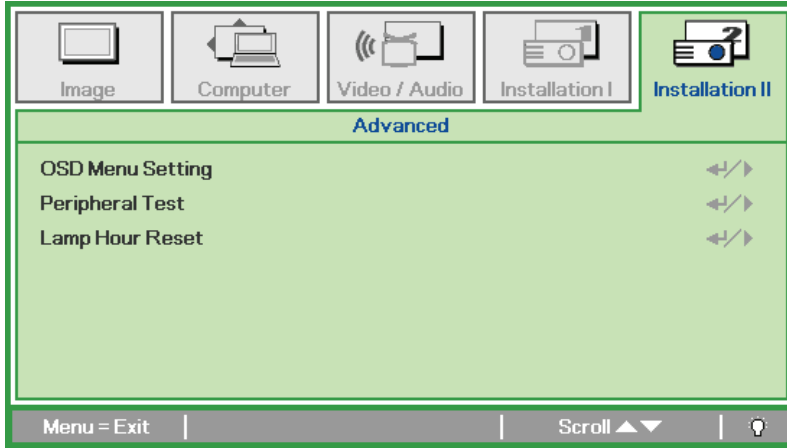 Image Computer Video / Audio Installation I Installation II
Advanced
OSD Menu Setting
Peripheral Test
Lamp Hour Reset
Menu = Exit Scroll